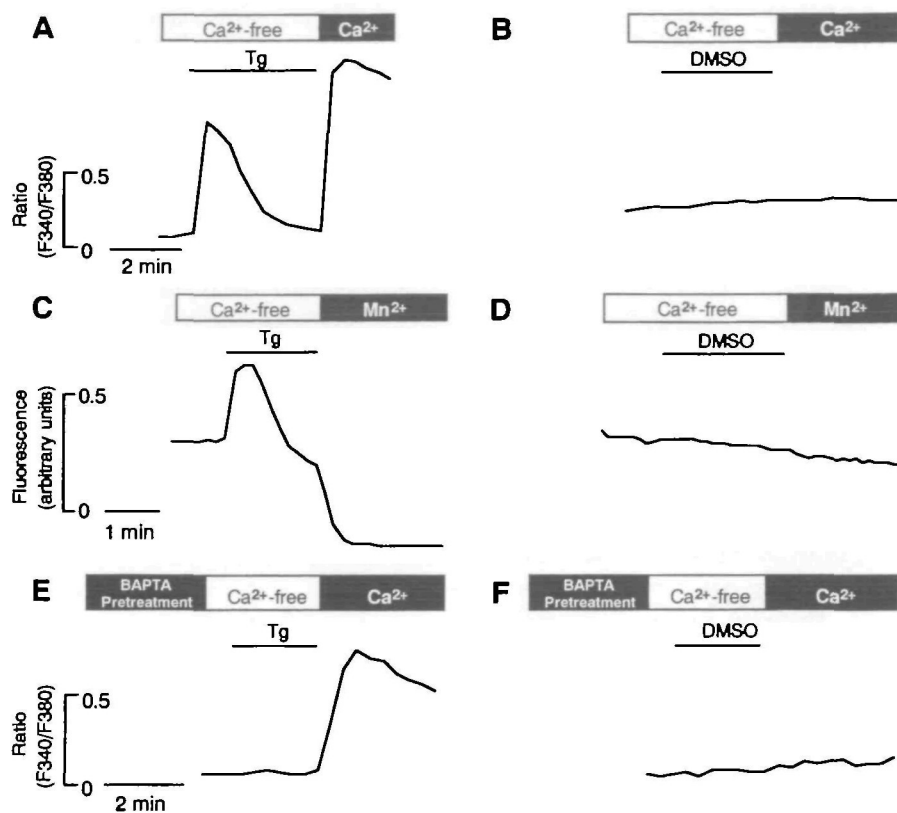 A
Ca²⁺-free Ca²⁺
Tg
Ratio
(F340/F380)
0.5
0
2 min
B
Ca²⁺-free Ca²⁺
DMSO
C
Ca²⁺-free Mn²⁺
Tg
Fluorescence
(arbitrary units)
0.5
0
1 min
D
Ca²⁺-free Mn²⁺
DMSO
E
BAPTA
Pretreatment
Ca²⁺-free Ca²⁺
Tg
Ratio
(F340/F380)
0.5
0
2 min
F
BAPTA
Pretreatment
Ca²⁺-free Ca²⁺
DMSO